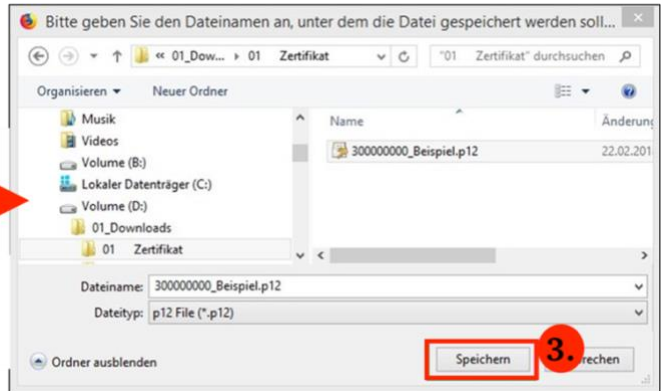 Bitte geben Sie den Dateinamen an, unter dem die Datei gespeichert werden soll...
« 01_Dow... 01 Zertifikat
"01 Zertifikat" durchsuchen
Organisieren Neuer Ordner
Musik
Videos
Volume (B:)
Lokaler Datenträger (C:)
Volume (D:)
01_Downloads
01 Zertifikat
Name Änderung
300000000_Beispiel.p12 22.02.201
Dateiname: 300000000_Beispiel.p12
Dateityp: p12 File (*.p12)
Ordner ausblenden
Speichern
3.
rechen